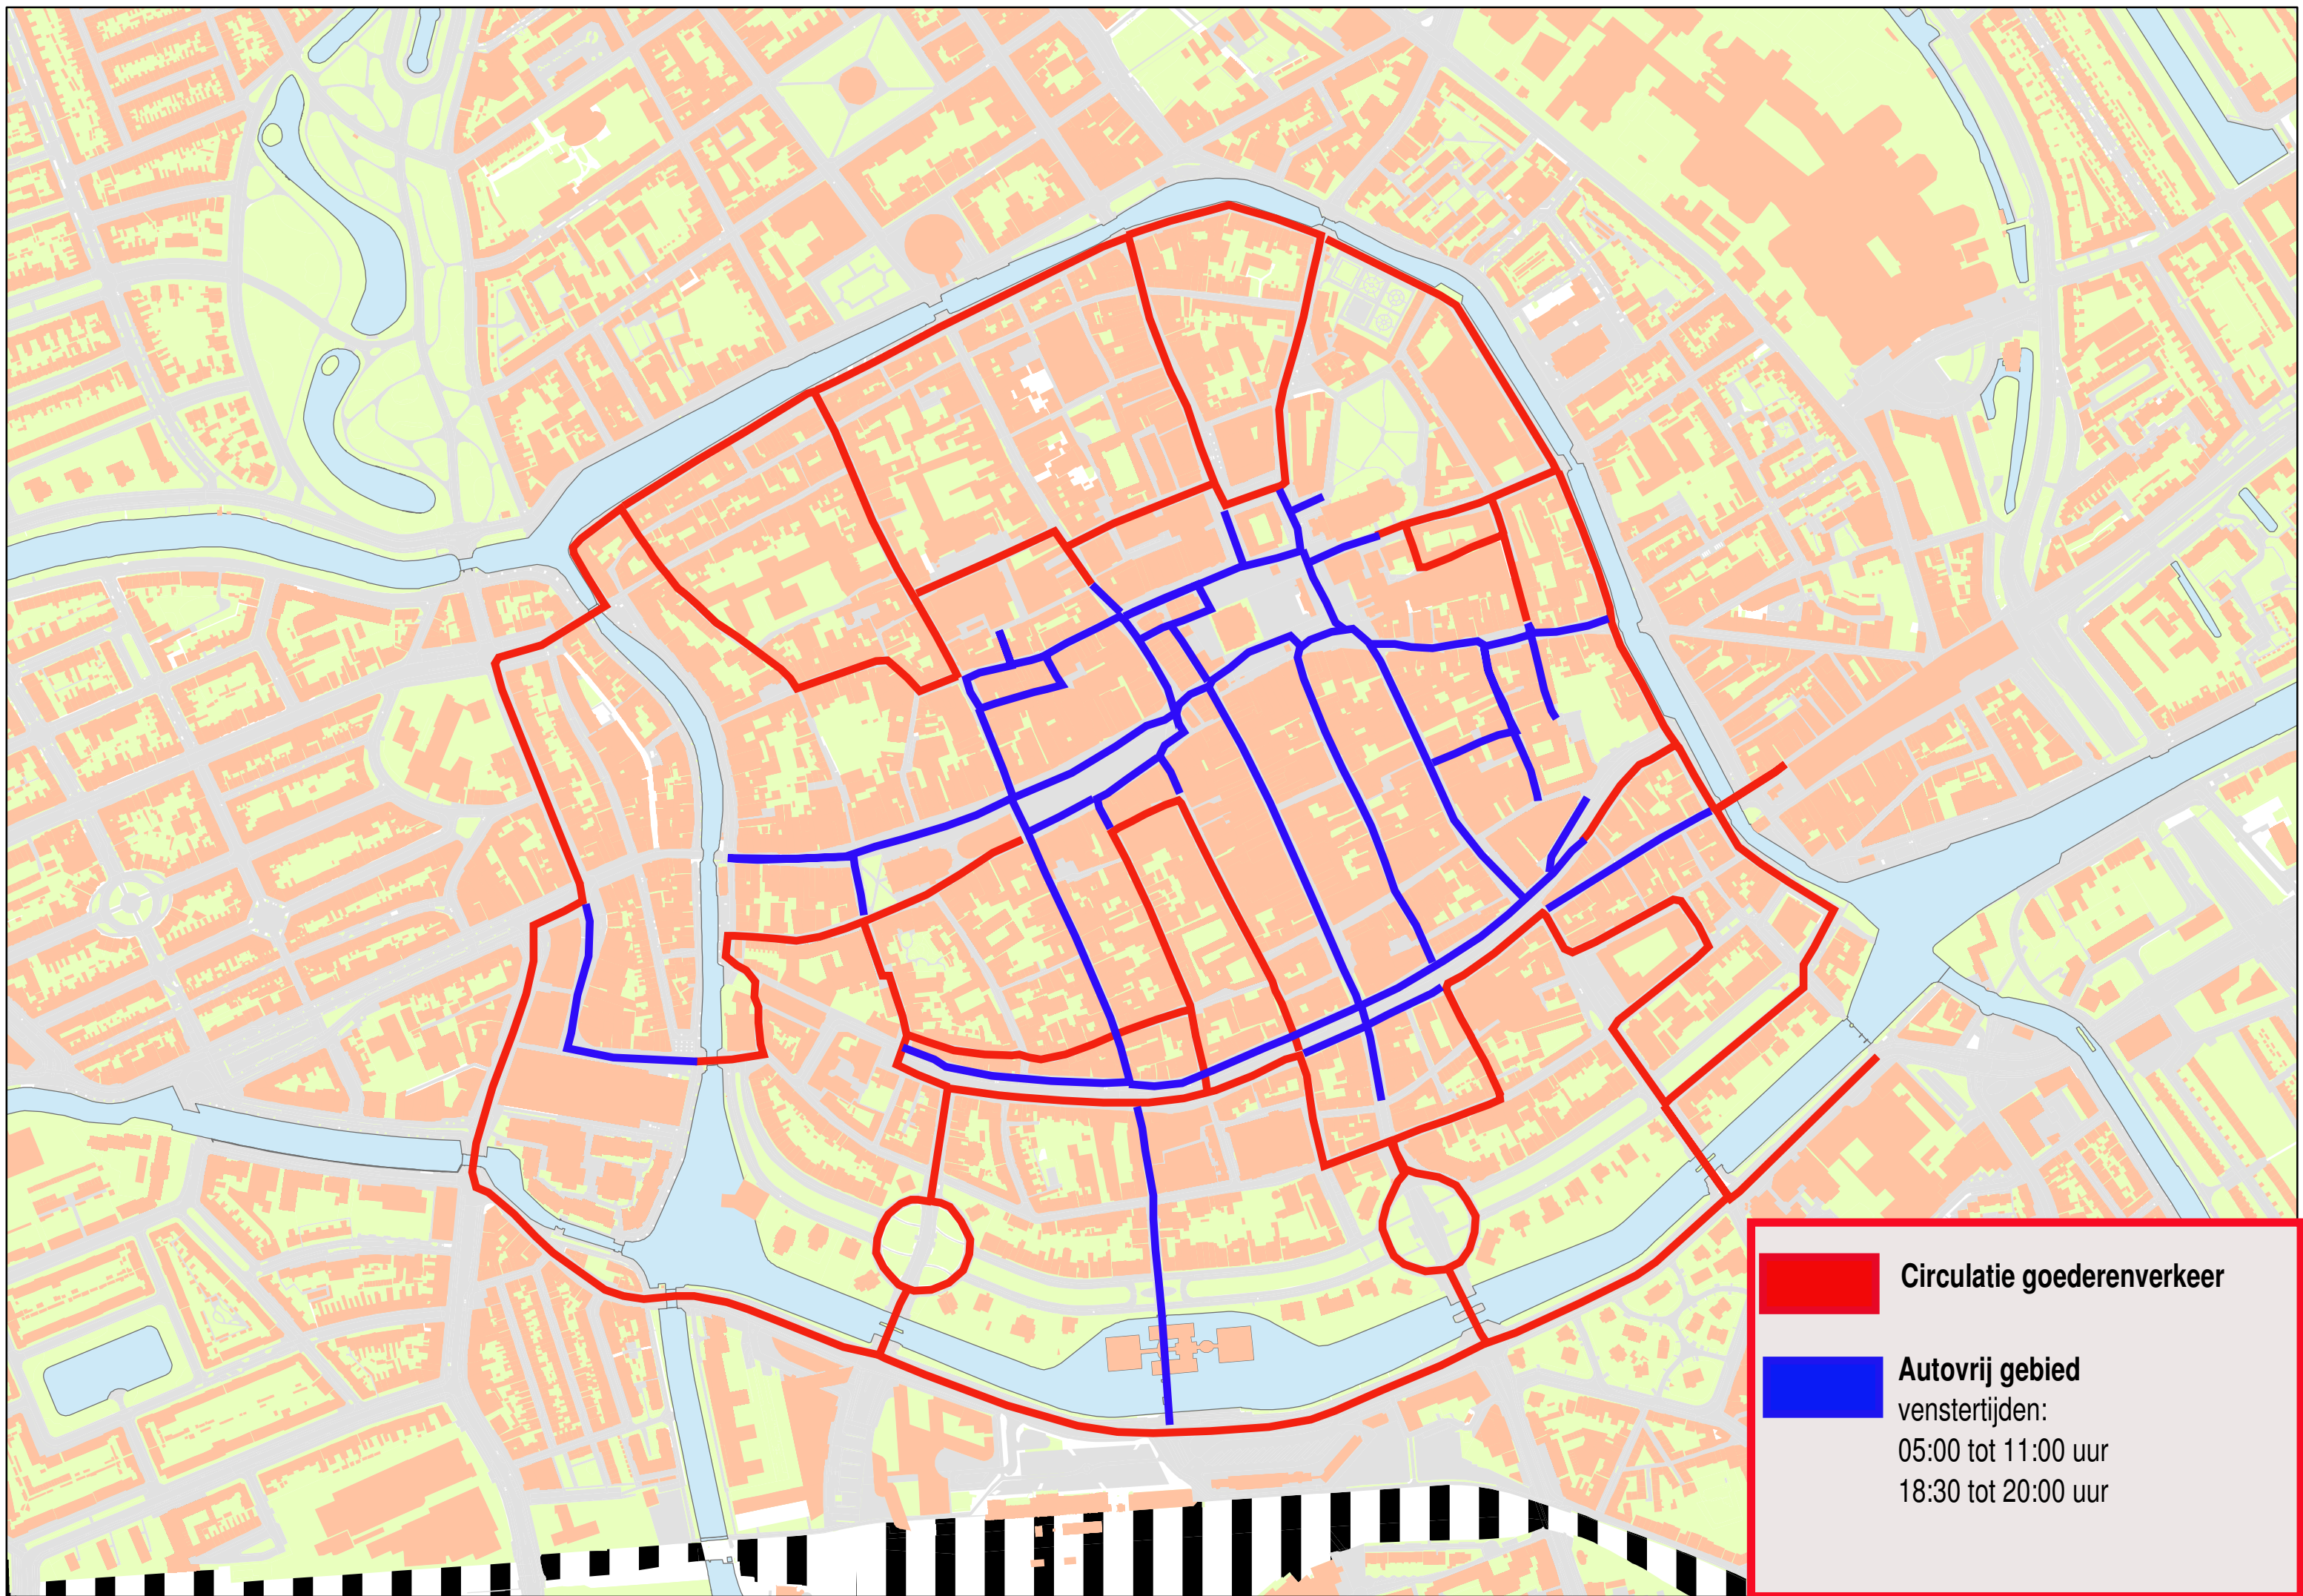 Circulatie goederenverkeer
Autovrij gebied
venstertijden:
05:00 tot 11:00 uur
18:30 tot 20:00 uur